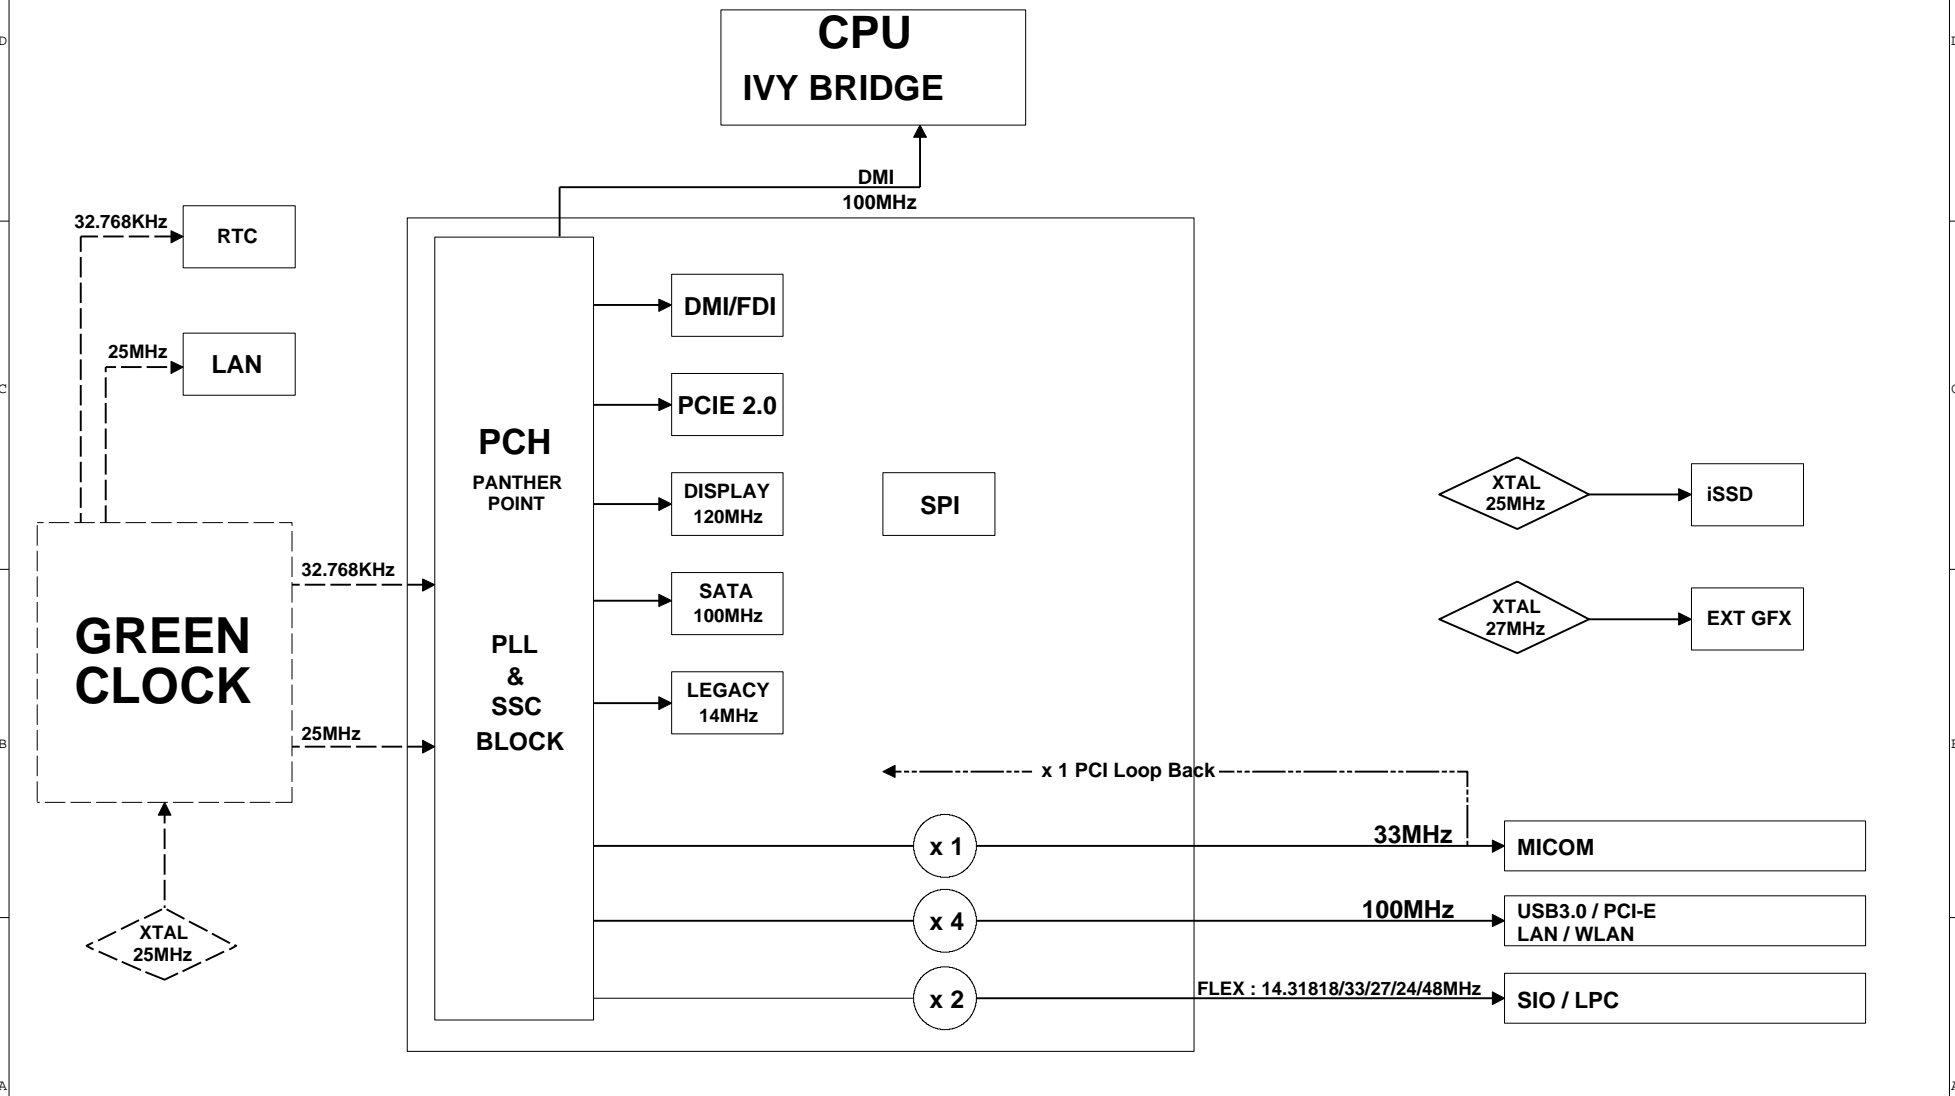 D
CPU
IVY BRIDGE
DMI
100MHz
32.768KHz
RTC
25MHz
LAN
DMI/FDI
PCIE 2.0
C
PCH
PANTHER
POINT
DISPLAY
120MHz
SPI
XTAL
25MHz
iSSD
32.768KHz
SATA
100MHz
XTAL
27MHz
EXT GFX
GREEN
CLOCK
PLL
&
SSC
BLOCK
LEGACY
14MHz
25MHz
B
x 1 PCI Loop Back
x 1
33MHz
MICOM
x 4
100MHz
USB3.0 / PCI-E
LAN / WLAN
XTAL
25MHz
x 2
FLEX : 14.31818/33/27/24/48MHz
SIO / LPC
A